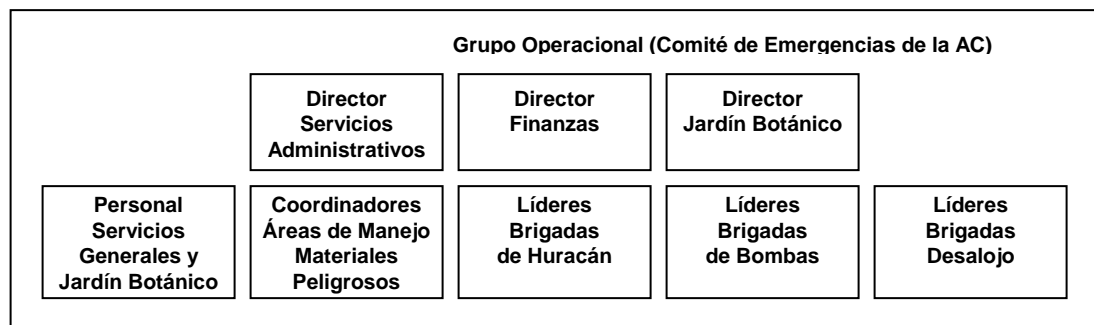 Grupo Operacional (Comité de Emergencias de la AC)
Director
Servicios
Administrativos
Director
Finanzas
Director
Jardín Botánico
Personal
Servicios
Generales y
Jardín Botánico
Coordinadores
Áreas de Manejo
Materiales
Peligrosos
Líderes
Brigadas
de Huracán
Líderes
Brigadas
de Bombas
Líderes
Brigadas
Desalojo